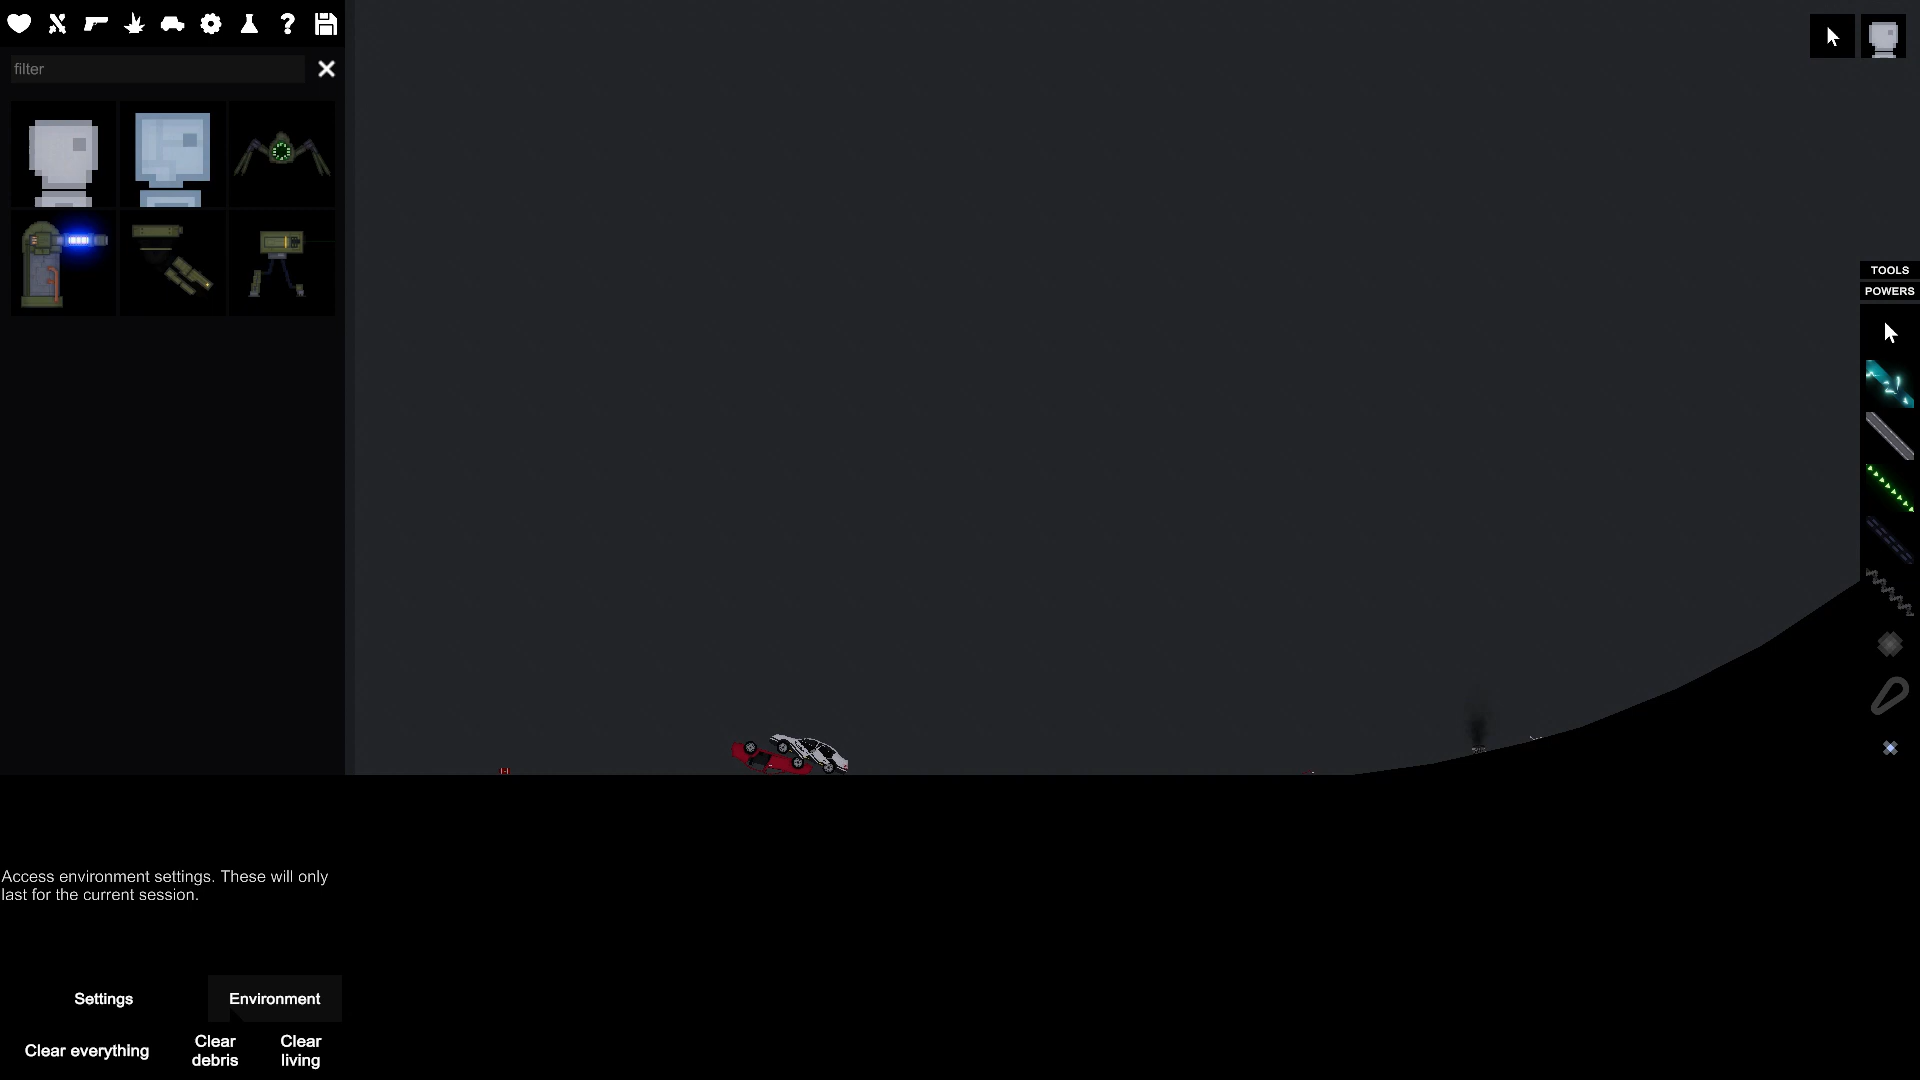 filter
TOOLS
POWERS
Access environment settings. These will only
last for the current session.
Settings
Environment
Clear everything
Clear
debris
Clear
living